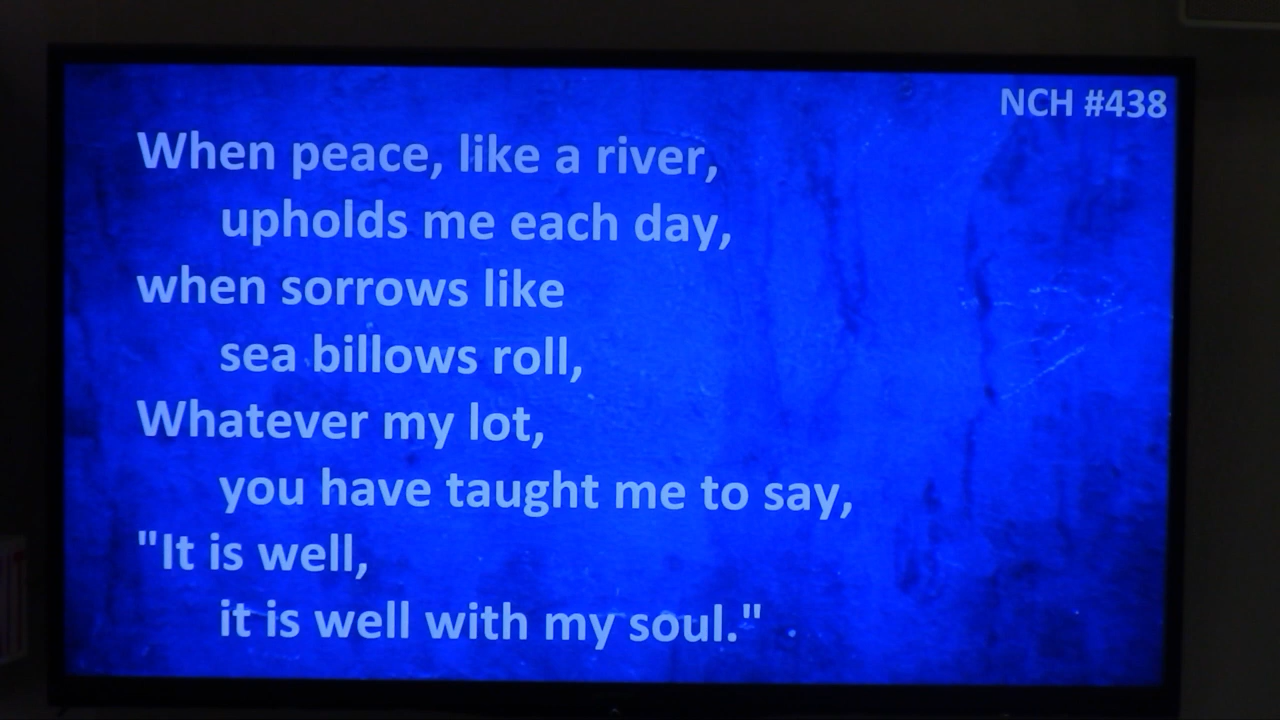 NCH #438
When peace, like a river,
upholds me each day,
when sorrows like
sea billows roll,
Whatever my lot,
you have taught me to say,
"It is well,
it is well with my soul."